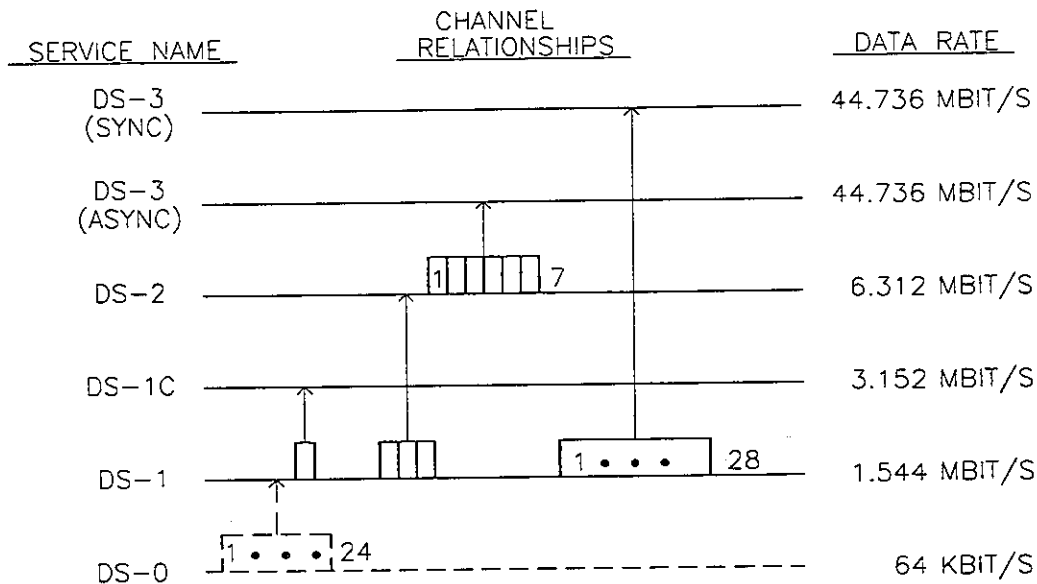 SERVICE NAME
CHANNEL
RELATIONSHIPS
DATA RATE
DS-3
(SYNC)
44.736 MBIT/S
DS-3
(ASYNC)
44.736 MBIT/S
DS-2
1
7
6.312 MBIT/S
DS-1C
3.152 MBIT/S
DS-1
1 • • •
28
1.544 MBIT/S
DS-0
1 • • •
24
64 KBIT/S